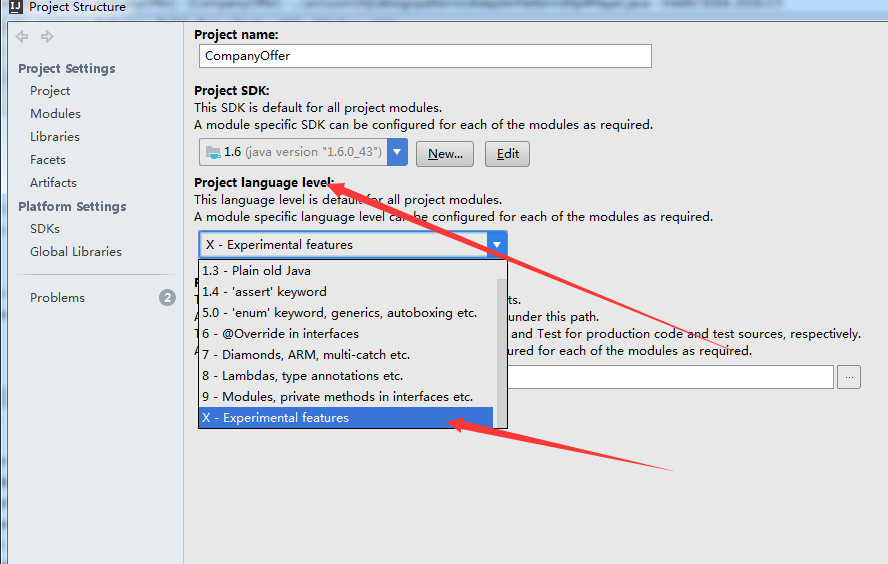 IJ Project Structure
Project Settings
Project
Modules
Libraries
Facets
Artifacts
Platform Settings
SDKs
Global Libraries
Problems 2
Project name:
CompanyOffer
Project SDK:
This SDK is default for all project modules.
A module specific SDK can be configured for each of the modules as required.
1.6 (java version "1.6.0_43") New... Edit
Project language level:
This language level is default for all project modules.
A module specific language level can be configured for each of the modules as required.
X - Experimental features
1.3 - Plain old Java
1.4 - 'assert' keyword
5.0 - 'enum' keyword, generics, autoboxing etc.
6 - @Override in interfaces
7 - Diamonds, ARM, multi-catch etc.
8 - Lambdas, type annotations etc.
9 - Modules, private methods in interfaces etc.
X - Experimental features
ts.
under this path.
and Test for production code and test sources, respectively.
ured for each of the modules as required.
...